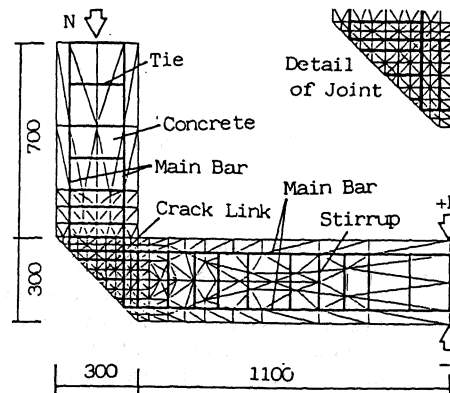 N
Tie
Detail
of Joint
Concrete
700
Main Bar
Main Bar
Crack Link
Stirrup
300
300
1100